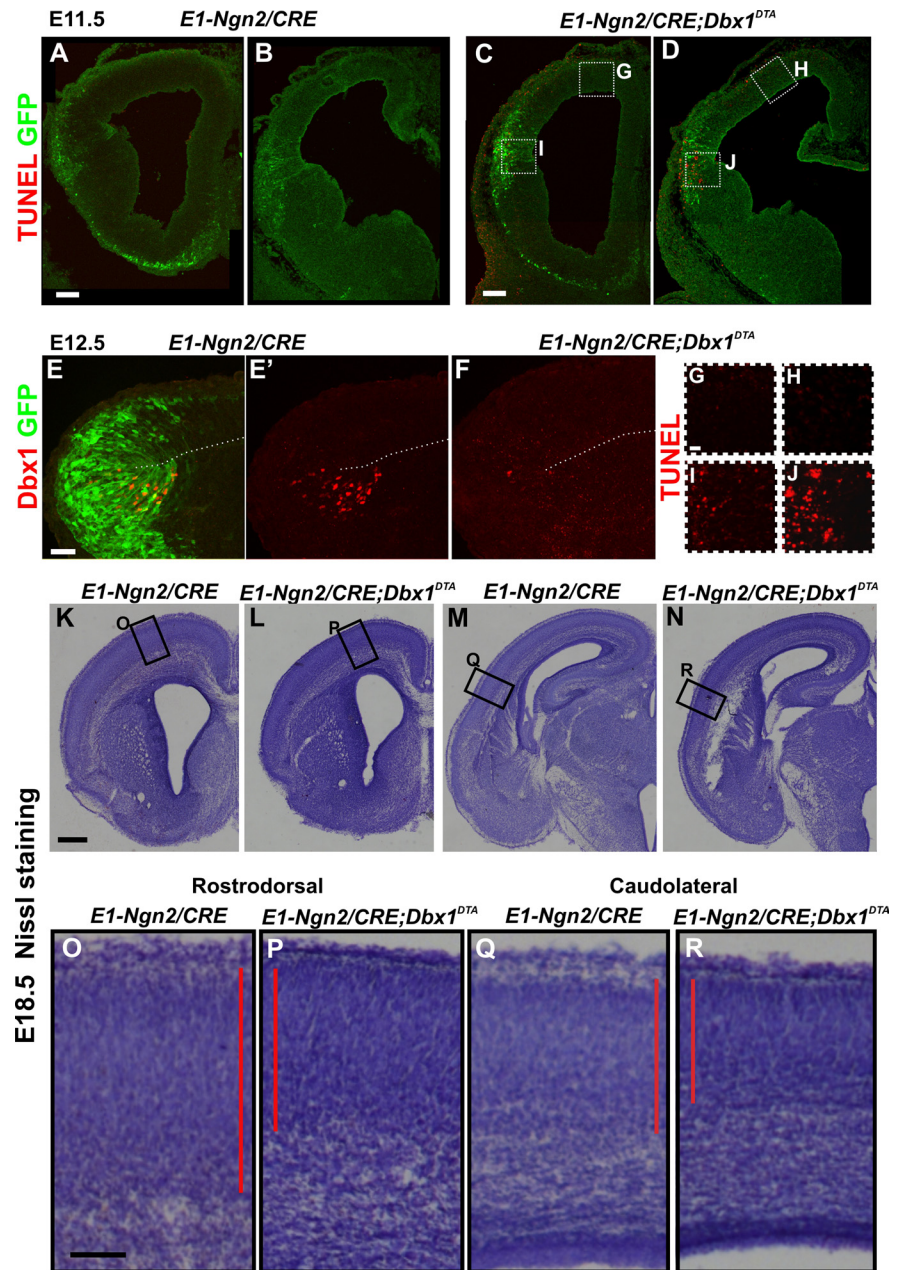 E11.5 E1-Ngn2/CRE E1-Ngn2/CRE;Dbx1DTA
TUNEL GFP
A B C D
G H
I J
E12.5 E1-Ngn2/CRE E1-Ngn2/CRE;Dbx1DTA
Dbx1 GFP
E E’ F
TUNEL
G H
I J
E1-Ngn2/CRE E1-Ngn2/CRE;Dbx1DTA E1-Ngn2/CRE E1-Ngn2/CRE;Dbx1DTA
K L M N
O P Q R
E18.5 Nissl staining
Rostrodorsal Caudolateral
E1-Ngn2/CRE E1-Ngn2/CRE;Dbx1DTA E1-Ngn2/CRE E1-Ngn2/CRE;Dbx1DTA
O P Q R